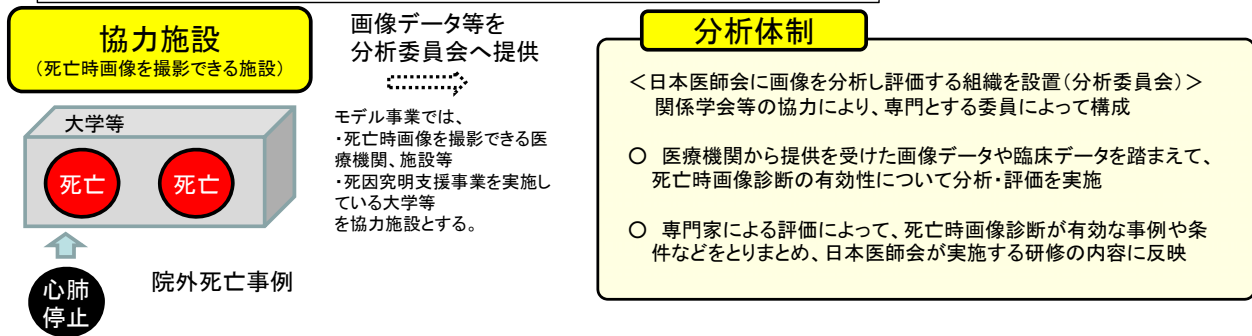 協力施設
(死亡時画像を撮影できる施設)
大学等
死亡
死亡
心肺
停止
院外死亡事例
画像データ等を
分析委員会へ提供
モデル事業では、
・死亡時画像を撮影できる医
療機関、施設等
・死因究明支援事業を実施し
ている大学等
を協力施設とする。
分析体制
＜日本医師会に画像を分析し評価する組織を設置(分析委員会)＞
関係学会等の協力により、専門とする委員によって構成
○ 医療機関から提供を受けた画像データや臨床データを踏まえて、
死亡時画像診断の有効性について分析・評価を実施
○ 専門家による評価によって、死亡時画像診断が有効な事例や条
件などをとりまとめ、日本医師会が実施する研修の内容に反映